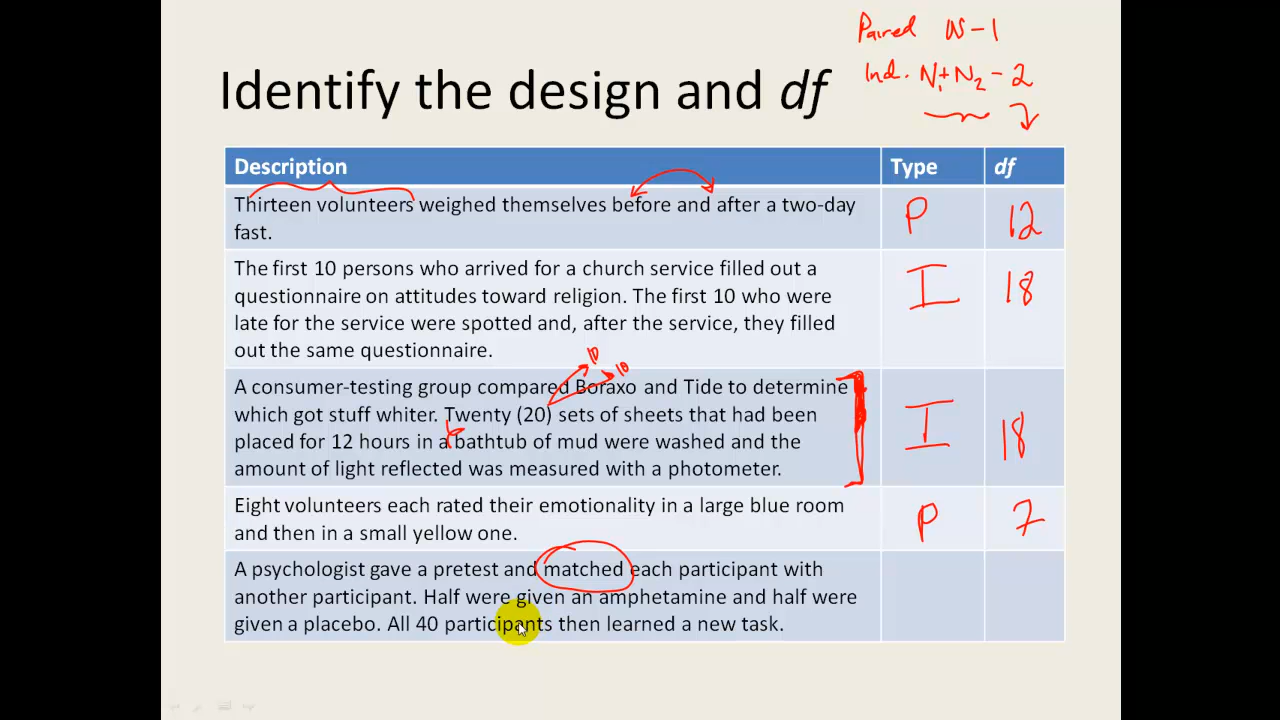 Paired N-1
Ind. N1+N2-2
Identify the design and df
Description Type df
Thirteen volunteers weighed themselves before and after a two-day P 12
fast.
The first 10 persons who arrived for a church service filled out a I 18
questionnaire on attitudes toward religion. The first 10 who were
late for the service were spotted and, after the service, they filled
out the same questionnaire.
10
10
A consumer-testing group compared Boraxo and Tide to determine I 18
which got stuff whiter. Twenty (20) sets of sheets that had been
placed for 12 hours in a bathtub of mud were washed and the
amount of light reflected was measured with a photometer.
Eight volunteers each rated their emotionality in a large blue room P 7
and then in a small yellow one.
A psychologist gave a pretest and matched each participant with
another participant. Half were given an amphetamine and half were
given a placebo. All 40 participants then learned a new task.